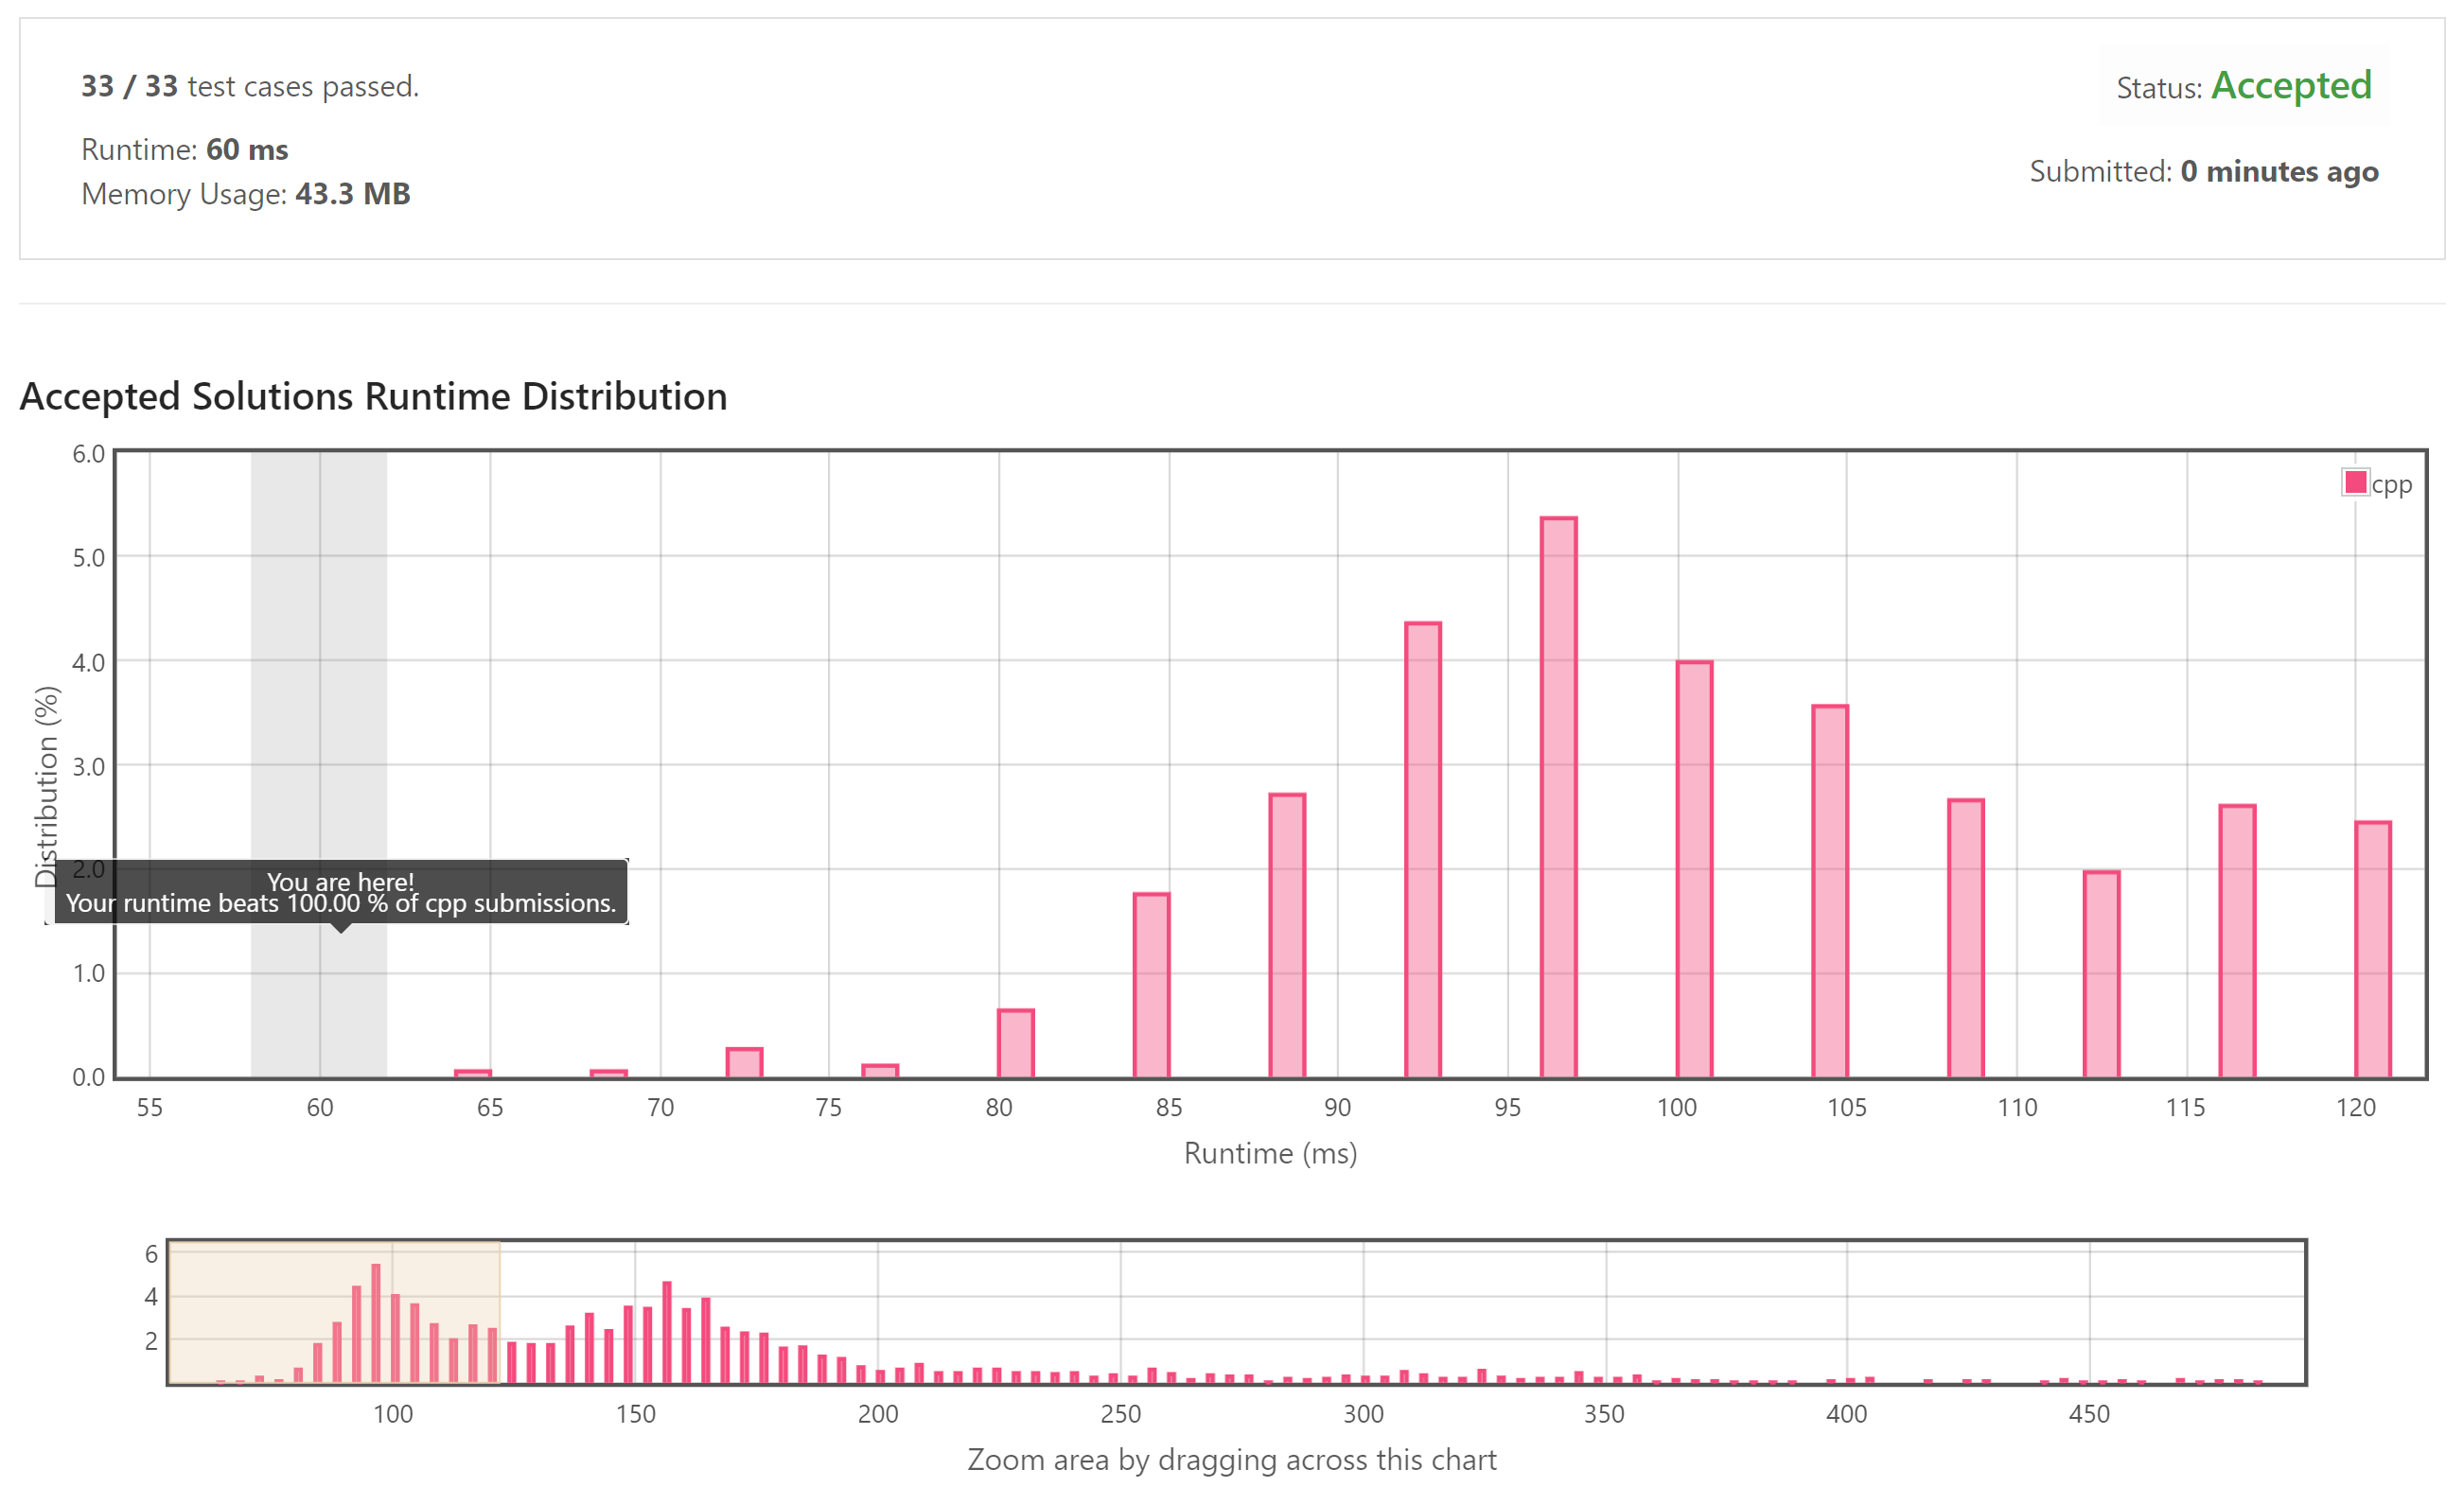 33 / 33 test cases passed.
Status: Accepted
Runtime: 60 ms
Submitted: 0 minutes ago
Memory Usage: 43.3 MB
Accepted Solutions Runtime Distribution
Distribution (%)
6.0
5.0
4.0
3.0
2.0
1.0
0.0
cpp
You are here!
Your runtime beats 100.00 % of cpp submissions.
55 60 65 70 75 80 85 90 95 100 105 110 115 120
Runtime (ms)
6
4
2
100 150 200 250 300 350 400 450
Zoom area by dragging across this chart